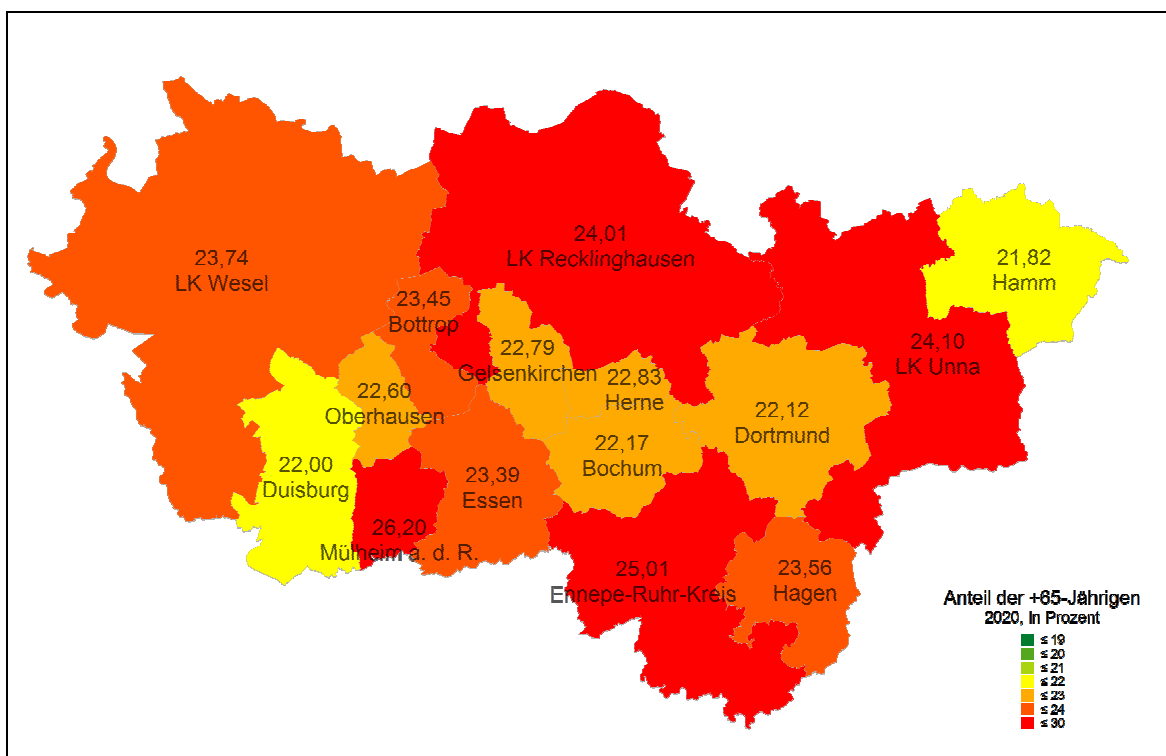 24,01
LK Recklinghausen
23,74
LK Wesel
21,82
Hamm
23,45
Bottrop
24,10
LK Unna
22,79
Gelsenkirchen
22,83
Herne
22,60
Oberhausen
22,12
Dortmund
22,17
Bochum
22,00
Duisburg
23,39
Essen
26,20
Mülheim a. d. R.
25,01
Ennepe-Ruhr-Kreis
23,56
Hagen
Anteil der +65-Jährigen
2020, in Prozent
≤ 19
≤ 20
≤ 21
≤ 22
≤ 23
≤ 24
≤ 30